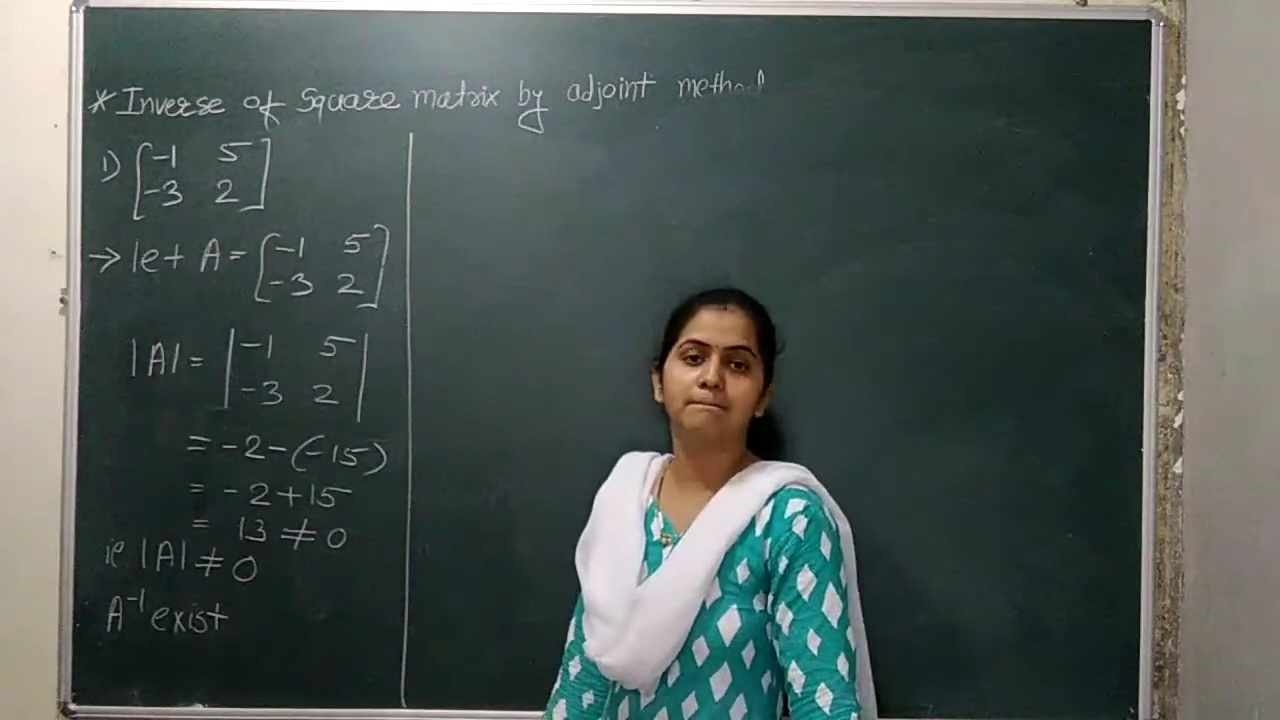 * Inverse of Square matrix by adjoint method
1) [-1 5
-3 2]
→ let A = [-1 5
-3 2]
|A| = |-1 5
-3 2|
= -2-(-15)
= -2+15
= 13 ≠ 0
ie |A| ≠ 0
A⁻¹ exist